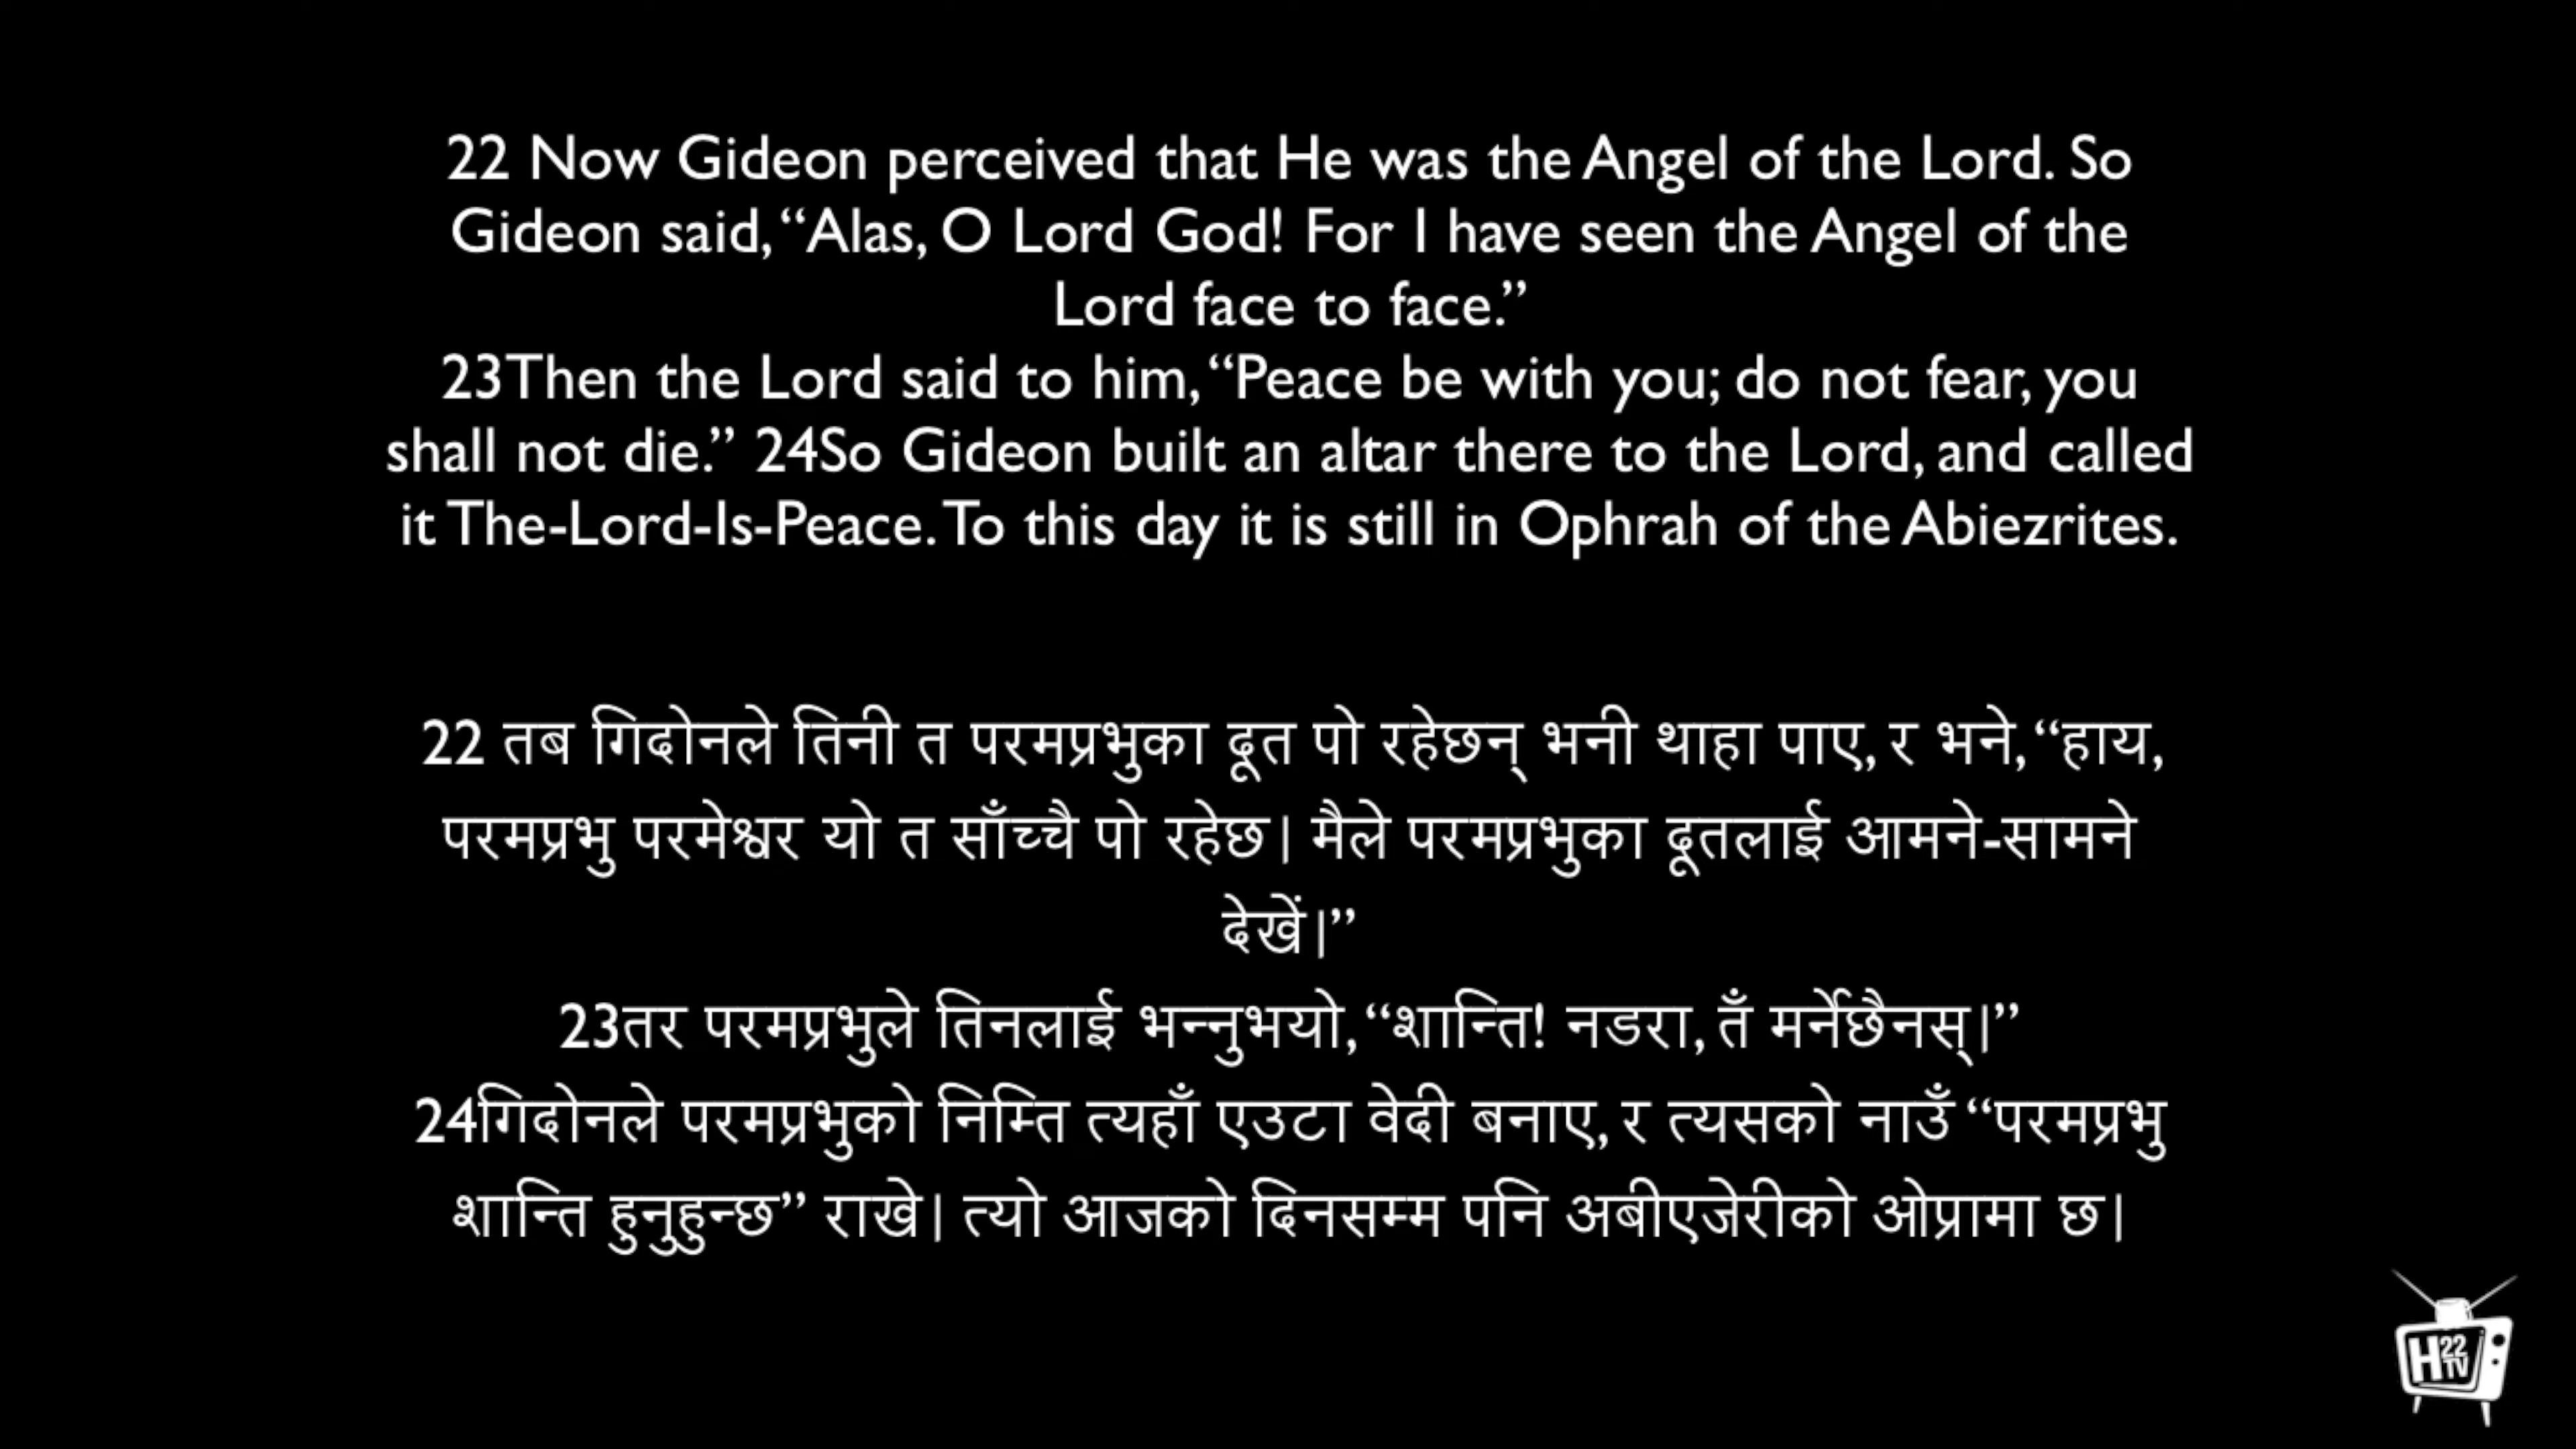 22 Now Gideon perceived that He was the Angel of the Lord. So
Gideon said, “Alas, O Lord God! For I have seen the Angel of the
Lord face to face.”
23Then the Lord said to him, “Peace be with you; do not fear, you
shall not die.” 24So Gideon built an altar there to the Lord, and called
it The-Lord-Is-Peace. To this day it is still in Ophrah of the Abiezrites.
22 तब गिदोनले तिनी त परमप्रभुका दूत पो रहेछन् भनी थाहा पाए, र भने, “हाय,
परमप्रभु परमेश्वर यो त साँच्चै पो रहेछ। मैले परमप्रभुका दूतलाई आमने-सामने
देखें।”
23तर परमप्रभुले तिनलाई भन्नुभयो, “शान्ति! नडरा, तँ मर्नेछैनस्।”
24गिदोनले परमप्रभुको निम्ति त्यहाँ एउटा वेदी बनाए, र त्यसको नाउँ “परमप्रभु
शान्ति हुनुहुन्छ” राखे। त्यो आजको दिनसम्म पनि अबीएजेरीको ओप्रामा छ।
H22
TV